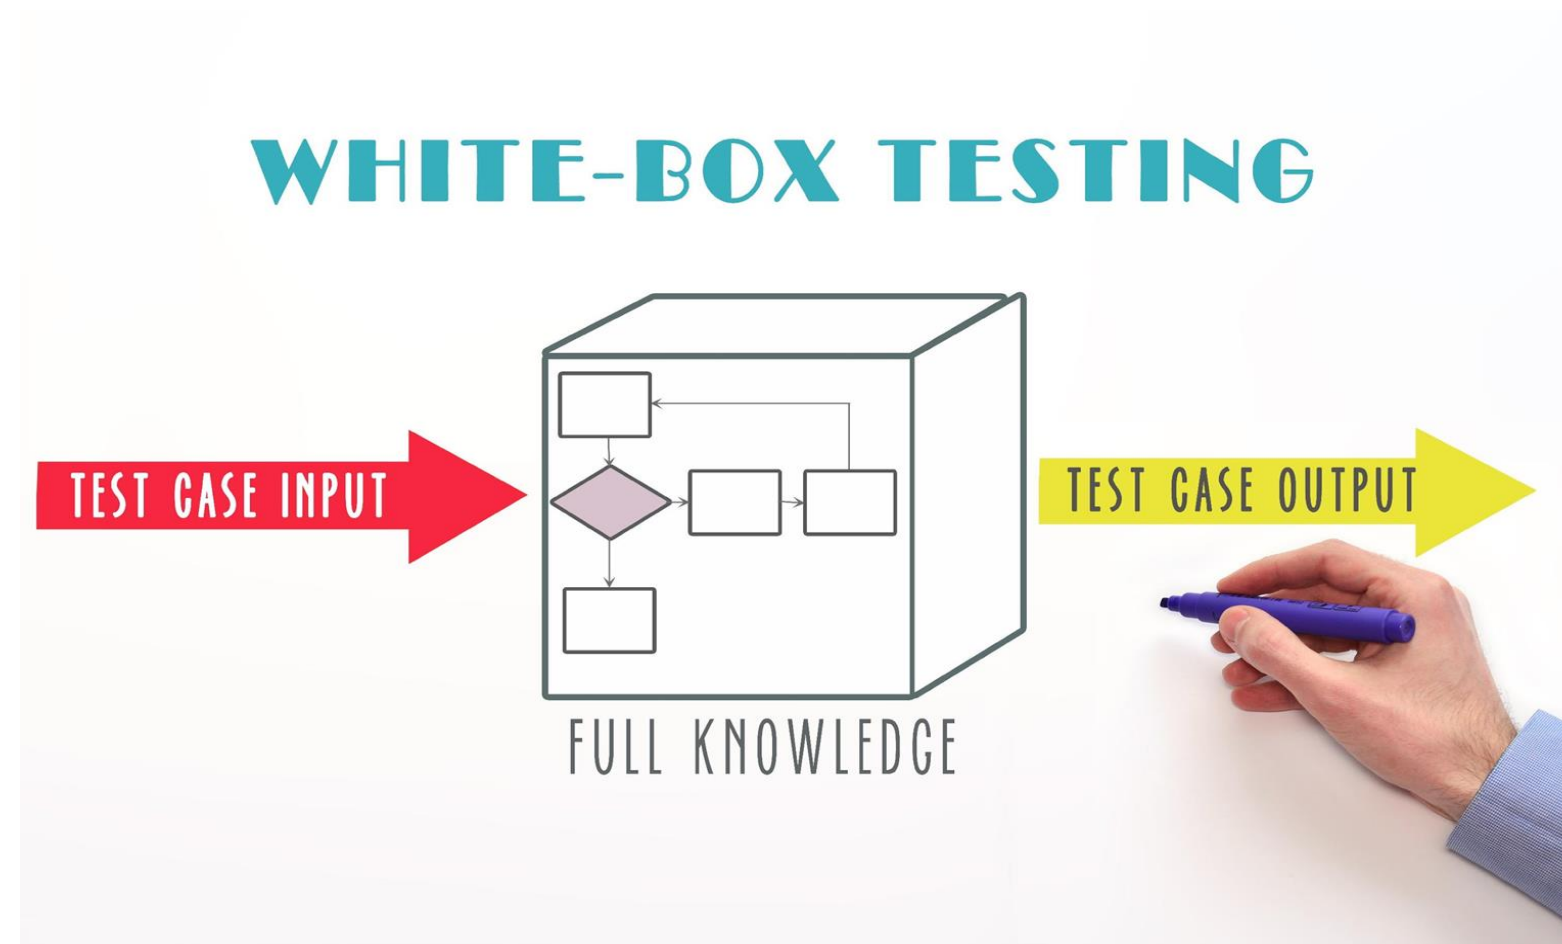 WHITE-BOX TESTING
TEST CASE INPUT
TEST CASE OUTPUT
FULL KNOWLEDGE